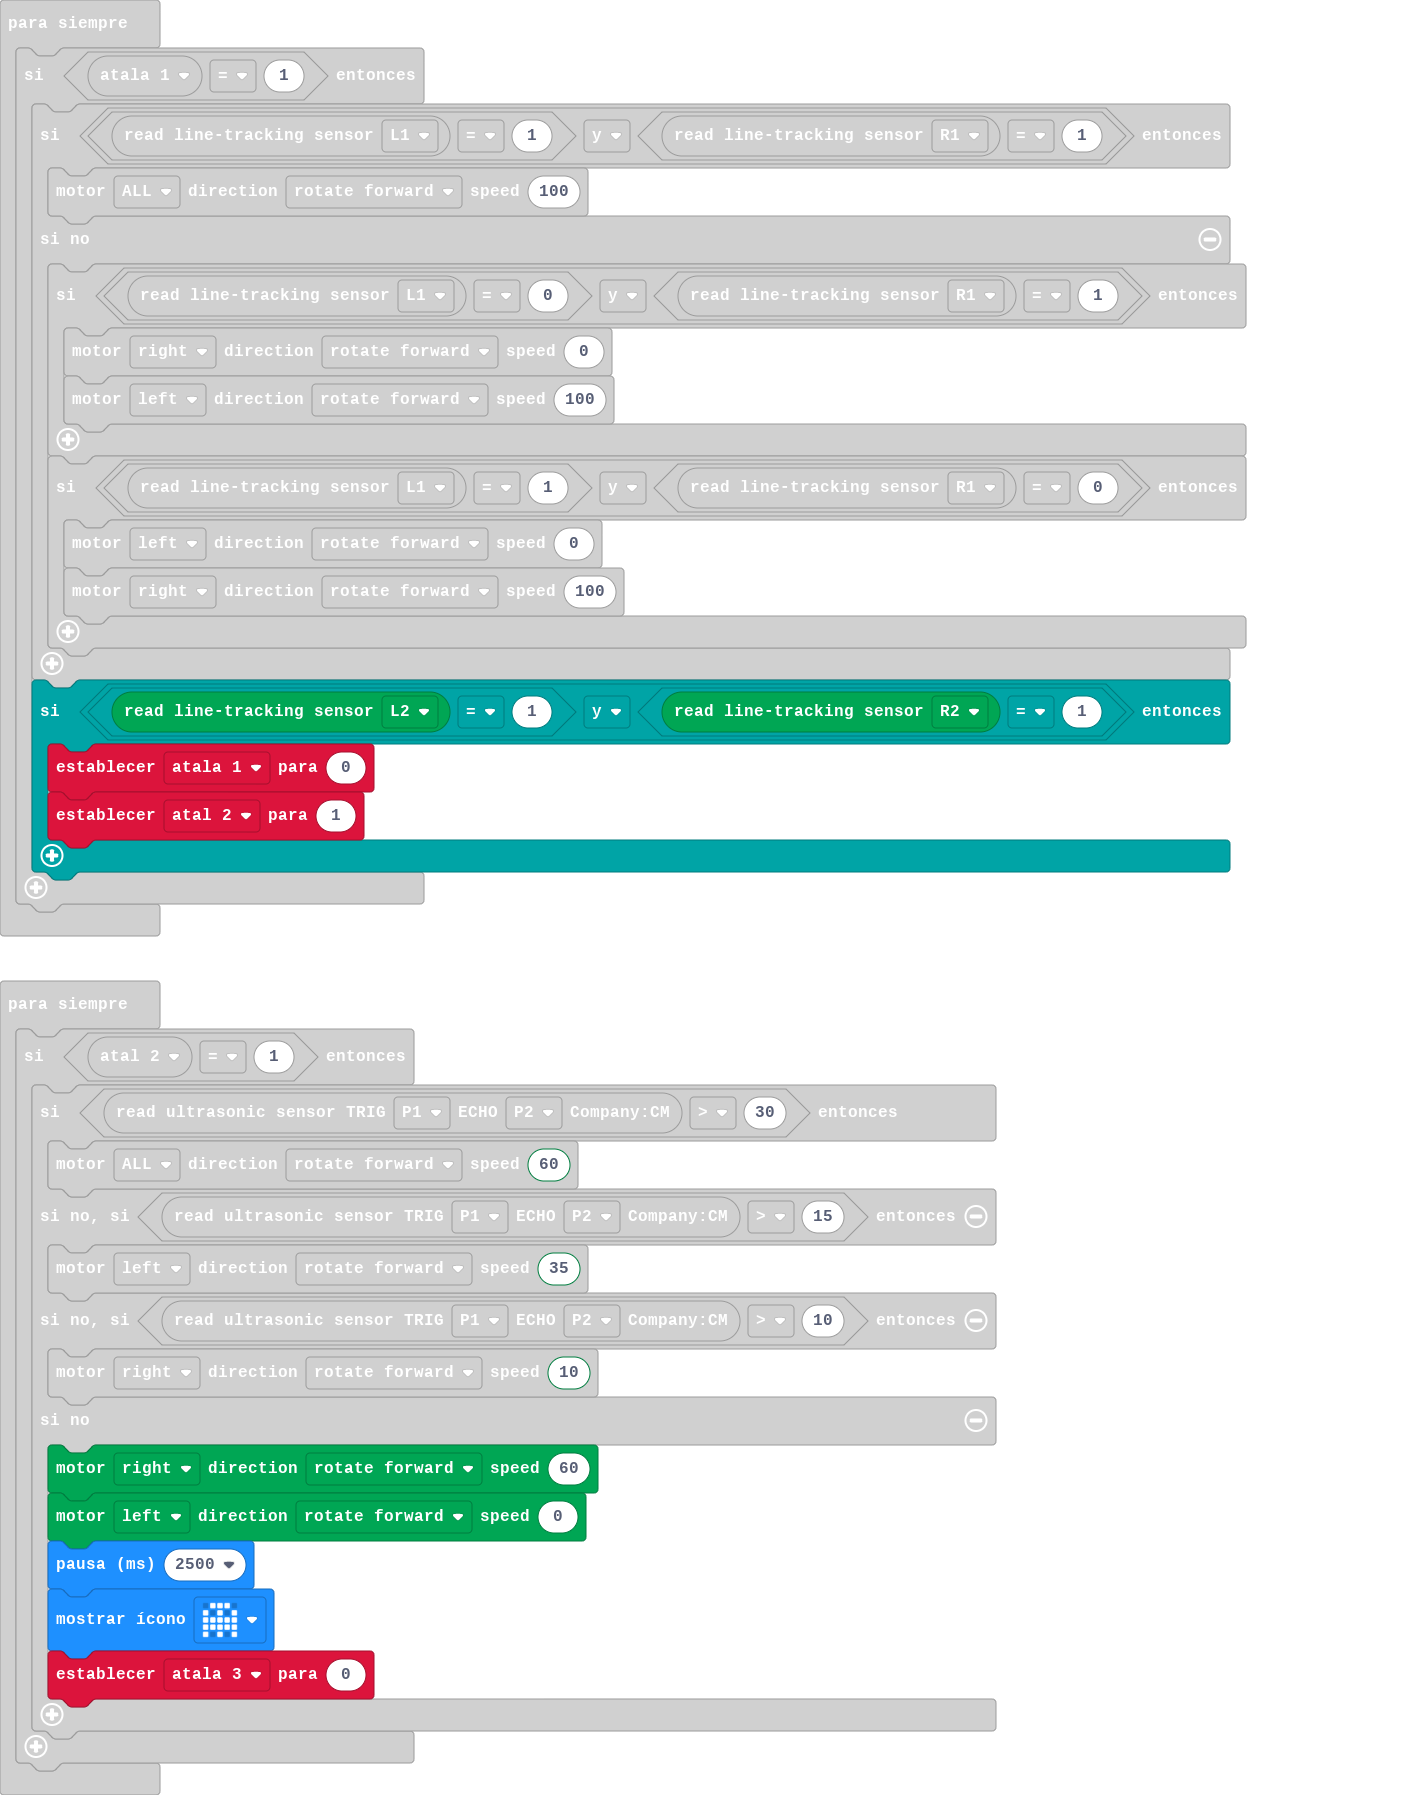 para siempre
si atala 1 = 1 entonces
si read line-tracking sensor L1 = 1 y read line-tracking sensor R1 = 1 entonces
motor ALL direction rotate forward speed 100
si no
si read line-tracking sensor L1 = 0 y read line-tracking sensor R1 = 1 entonces
motor right direction rotate forward speed 0
motor left direction rotate forward speed 100
si read line-tracking sensor L1 = 1 y read line-tracking sensor R1 = 0 entonces
motor left direction rotate forward speed 0
motor right direction rotate forward speed 100
si read line-tracking sensor L2 = 1 y read line-tracking sensor R2 = 1 entonces
establecer atala 1 para 0
establecer atal 2 para 1
para siempre
si atal 2 = 1 entonces
si read ultrasonic sensor TRIG P1 ECHO P2 Company:CM > 30 entonces
motor ALL direction rotate forward speed 60
si no, si read ultrasonic sensor TRIG P1 ECHO P2 Company:CM > 15 entonces
motor left direction rotate forward speed 35
si no, si read ultrasonic sensor TRIG P1 ECHO P2 Company:CM > 10 entonces
motor right direction rotate forward speed 10
si no
motor right direction rotate forward speed 60
motor left direction rotate forward speed 0
pausa (ms) 2500
mostrar ícono
establecer atala 3 para 0